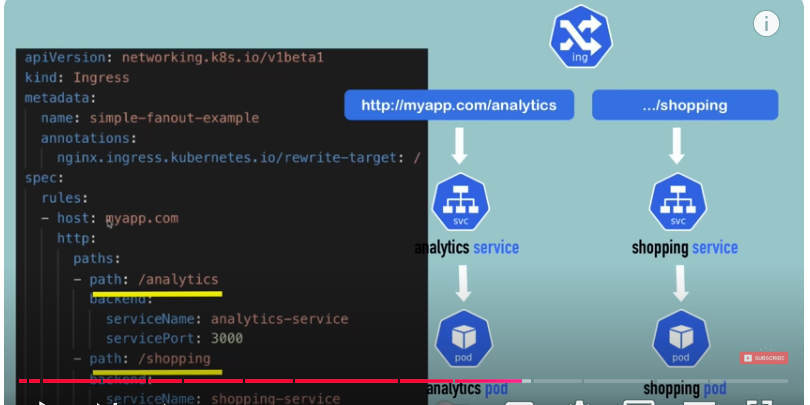 apiVersion: networking.k8s.io/v1beta1
kind: Ingress
metadata:
name: simple-fanout-example
annotations:
nginx.ingress.kubernetes.io/rewrite-target: /
spec:
rules:
- host: myapp.com
http:
paths:
- path: /analytics
backend:
serviceName: analytics-service
servicePort: 3000
- path: /shopping
backend:
serviceName: shopping-service
i
ing
http://myapp.com/analytics
.../shopping
svc
svc
analytics service
shopping service
pod
pod
SUBSCRIBE
analytics pod
shopping pod